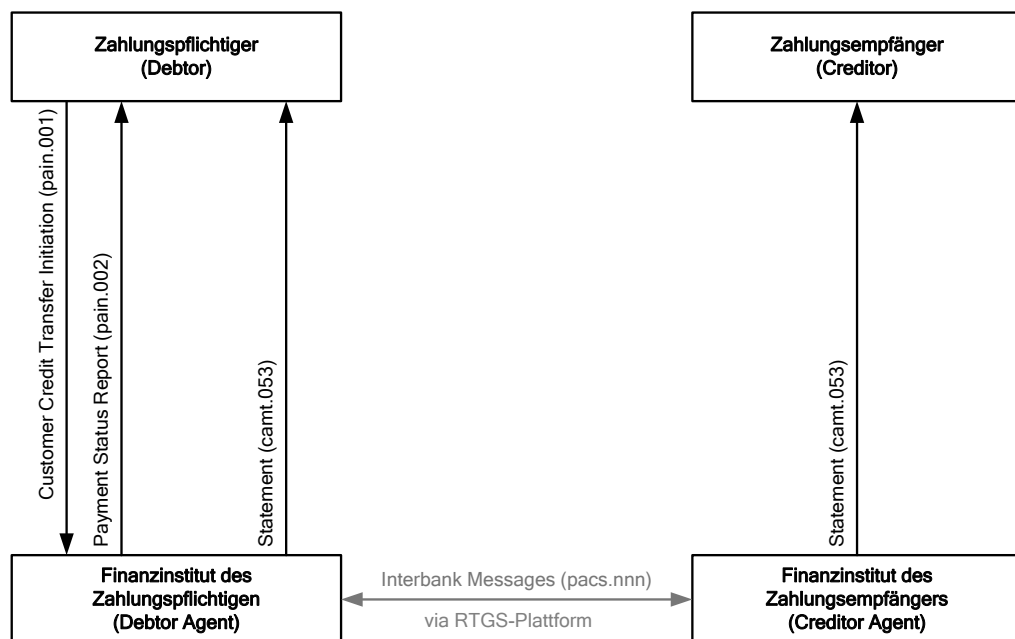 Zahlungspflichtiger
(Debtor)
Zahlungsempfänger
(Creditor)
Customer Credit Transfer Initiation (pain.001)
Payment Status Report (pain.002)
Statement (camt.053)
Statement (camt.053)
Finanzinstitut des
Zahlungspflichtigen
(Debtor Agent)
Interbank Messages (pacs.nnn)
via RTGS-Plattform
Finanzinstitut des
Zahlungsempfängers
(Creditor Agent)